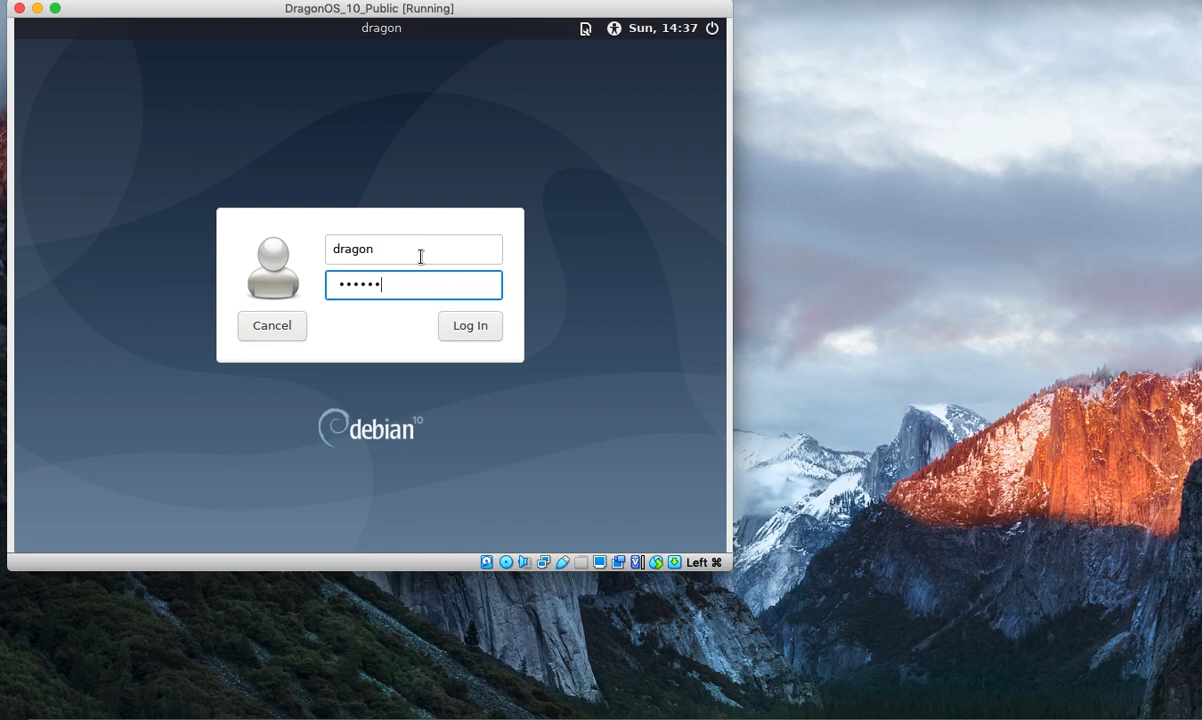 DragonOS_10_Public [Running]
dragon
Sun, 14:37
dragon
••••••
Cancel
Log In
debian 10
Left ⌘